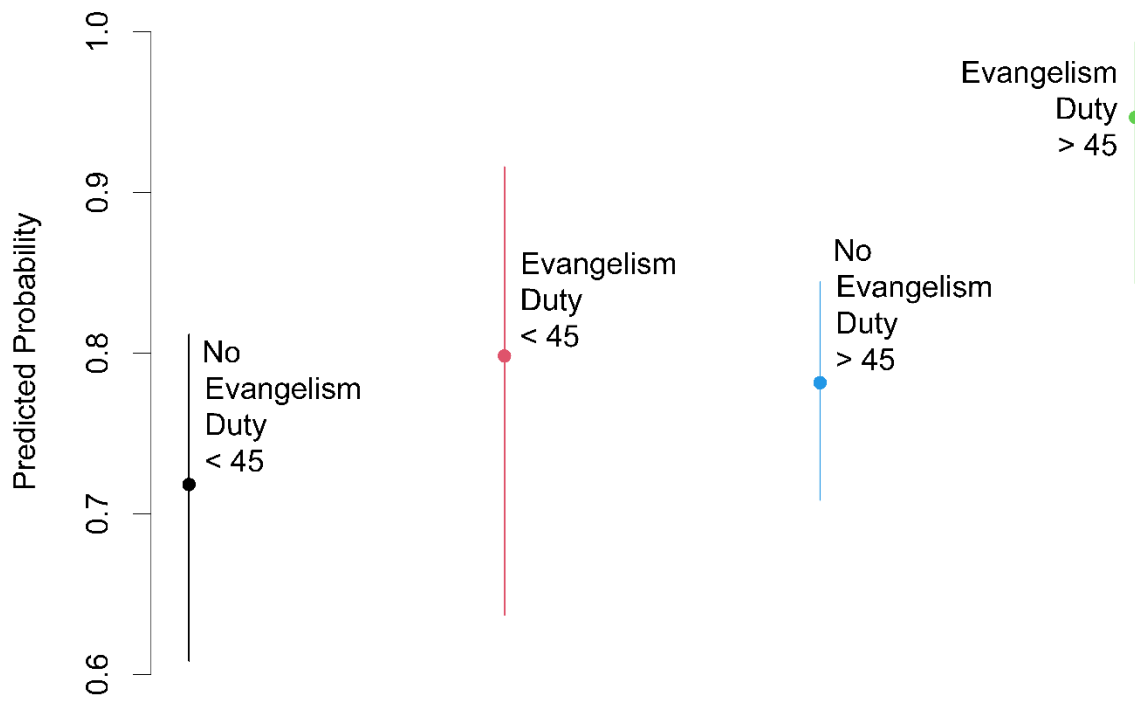 Predicted Probability
1.0
0.9
0.8
0.7
0.6
No
Evangelism
Duty
< 45
Evangelism
Duty
< 45
No
Evangelism
Duty
> 45
Evangelism
Duty
> 45